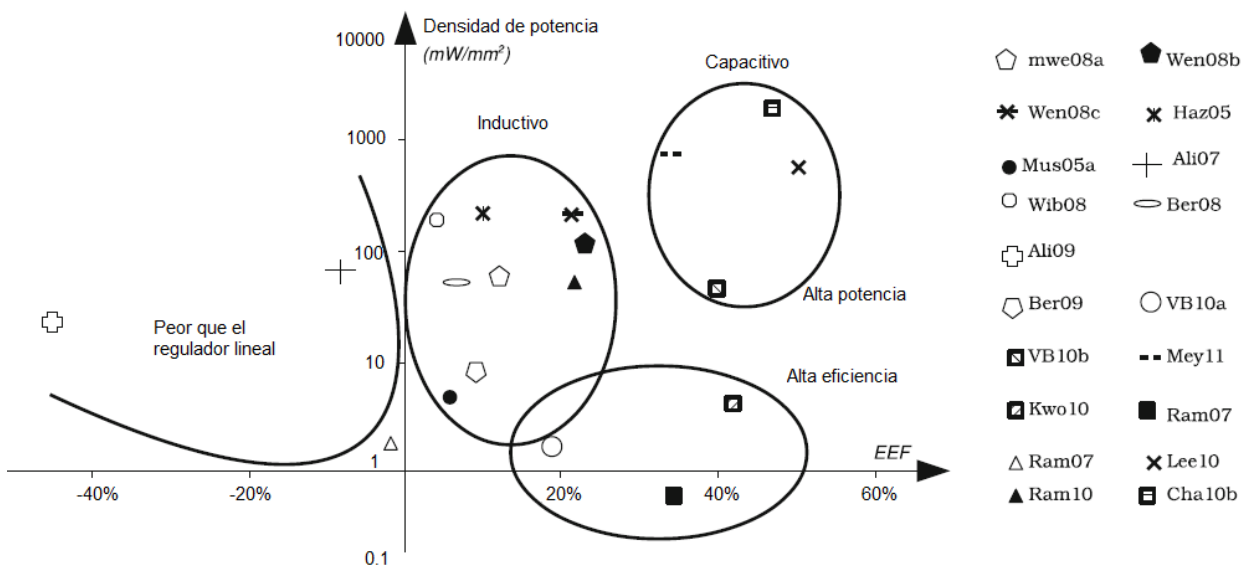 Densidad de potencia
(mW/mm²)
10000
1000
100
10
1
0.1
-40%
-20%
20%
40%
60%
EEF
Capacitivo
Inductivo
Alta potencia
Peor que el
regulador lineal
Alta eficiencia
mwe08a
Wen08b
Wen08c
Haz05
Mus05a
Ali07
Wib08
Ber08
Ali09
Ber09
VB10a
VB10b
Mey11
Kwo10
Ram07
Ram07
Lee10
Ram10
Cha10b